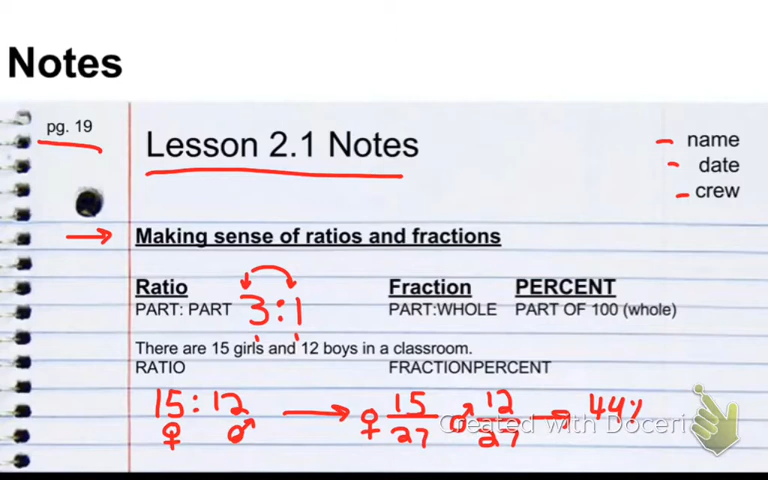 Notes
pg. 19
Lesson 2.1 Notes
name
date
crew
Making sense of ratios and fractions
Ratio
PART: PART 3:1
Fraction
PART:WHOLE
PERCENT
PART OF 100 (whole)
There are 15 girls and 12 boys in a classroom.
RATIO
FRACTIONPERCENT
15:12 → ♀ 15/27 ♂ 12/27 → 44%
♀ ♂
Created with Doceri